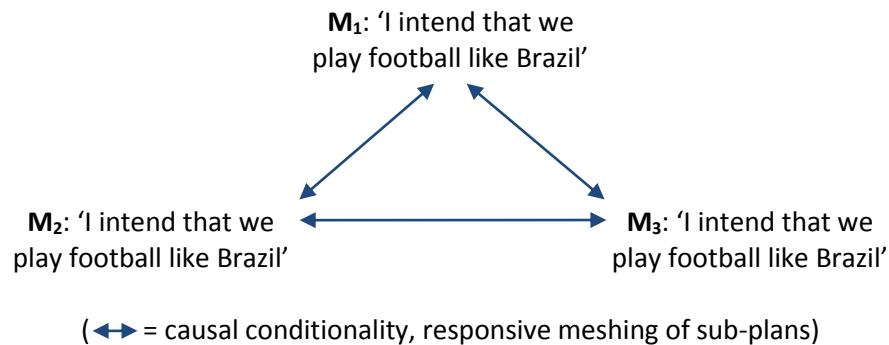 M₁: ‘I intend that we
play football like Brazil’
M₂: ‘I intend that we
play football like Brazil’
M₃: ‘I intend that we
play football like Brazil’
(↔ = causal conditionality, responsive meshing of sub-plans)